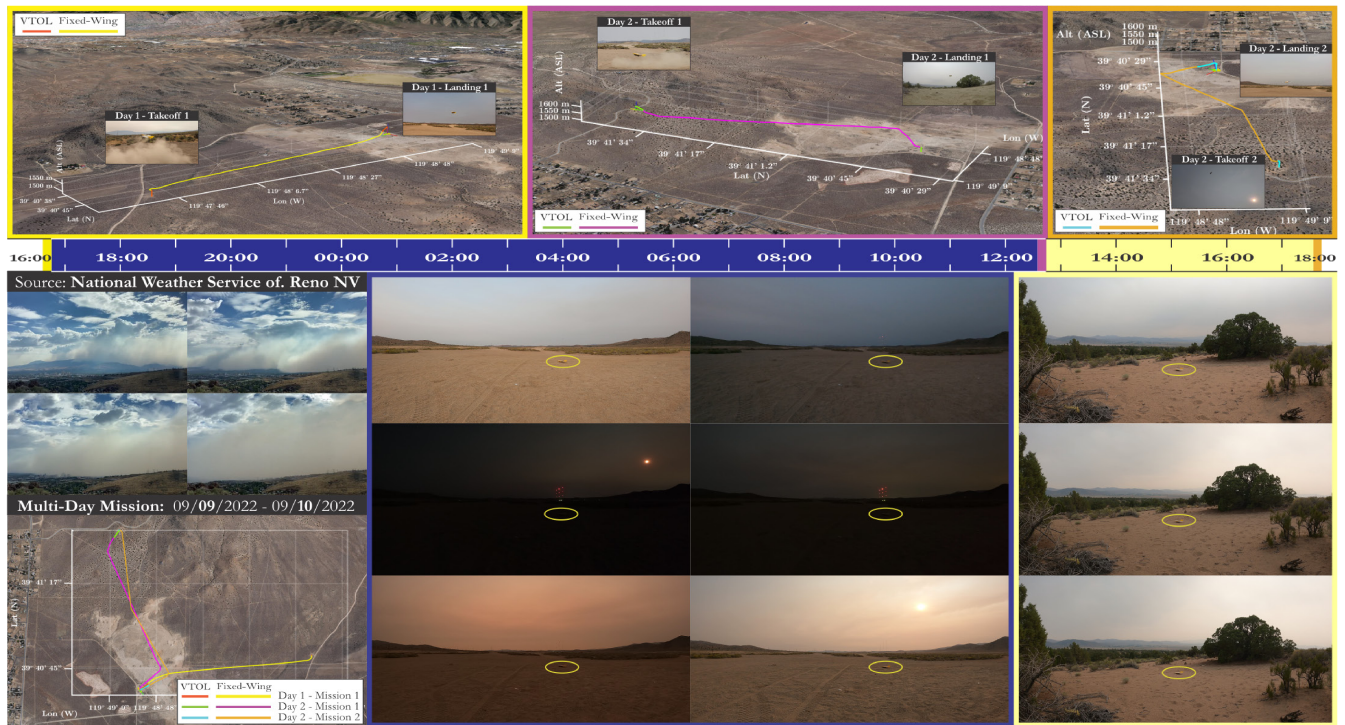 VTOL Fixed-Wing
Day 1 - Takeoff 1
Day 1 - Landing 1
Alt (ASL)
1550 m
1500 m
39° 40' 45"
Lat (N)
119° 47' 46"
119° 48' 6.7"
Lon (W)
119° 48' 27"
119° 48' 48"
119° 49' 9"
Day 2 - Takeoff 1
Day 2 - Landing 1
Alt (ASL)
1600 m
1550 m
1500 m
39° 41' 34"
39° 41' 17"
39° 41' 1.2"
Lat (N)
39° 40' 45"
39° 40' 29"
119° 49' 9"
119° 48' 48"
Lon (W)
VTOL Fixed-Wing
Alt (ASL)
1600 m
1550 m
1500 m
Day 2 - Landing 2
39° 40' 29"
39° 40' 45"
39° 41' 1.2"
Lat (N)
39° 41' 17"
39° 41' 34"
Day 2 - Takeoff 2
VTOL Fixed-Wing
119° 48' 48"
119° 49' 9"
Lon (W)
16:00 18:00 20:00 00:00 02:00 04:00 06:00 08:00 10:00 12:00 14:00 16:00 18:00
Source: National Weather Service of. Reno NV
Multi-Day Mission: 09/09/2022 - 09/10/2022
39° 41' 17"
Lat (N)
39° 40' 45"
119° 48' 48"
Lon (W)
VTOL Fixed-Wing
Day 1 - Mission 1
Day 2 - Mission 1
Day 2 - Mission 2